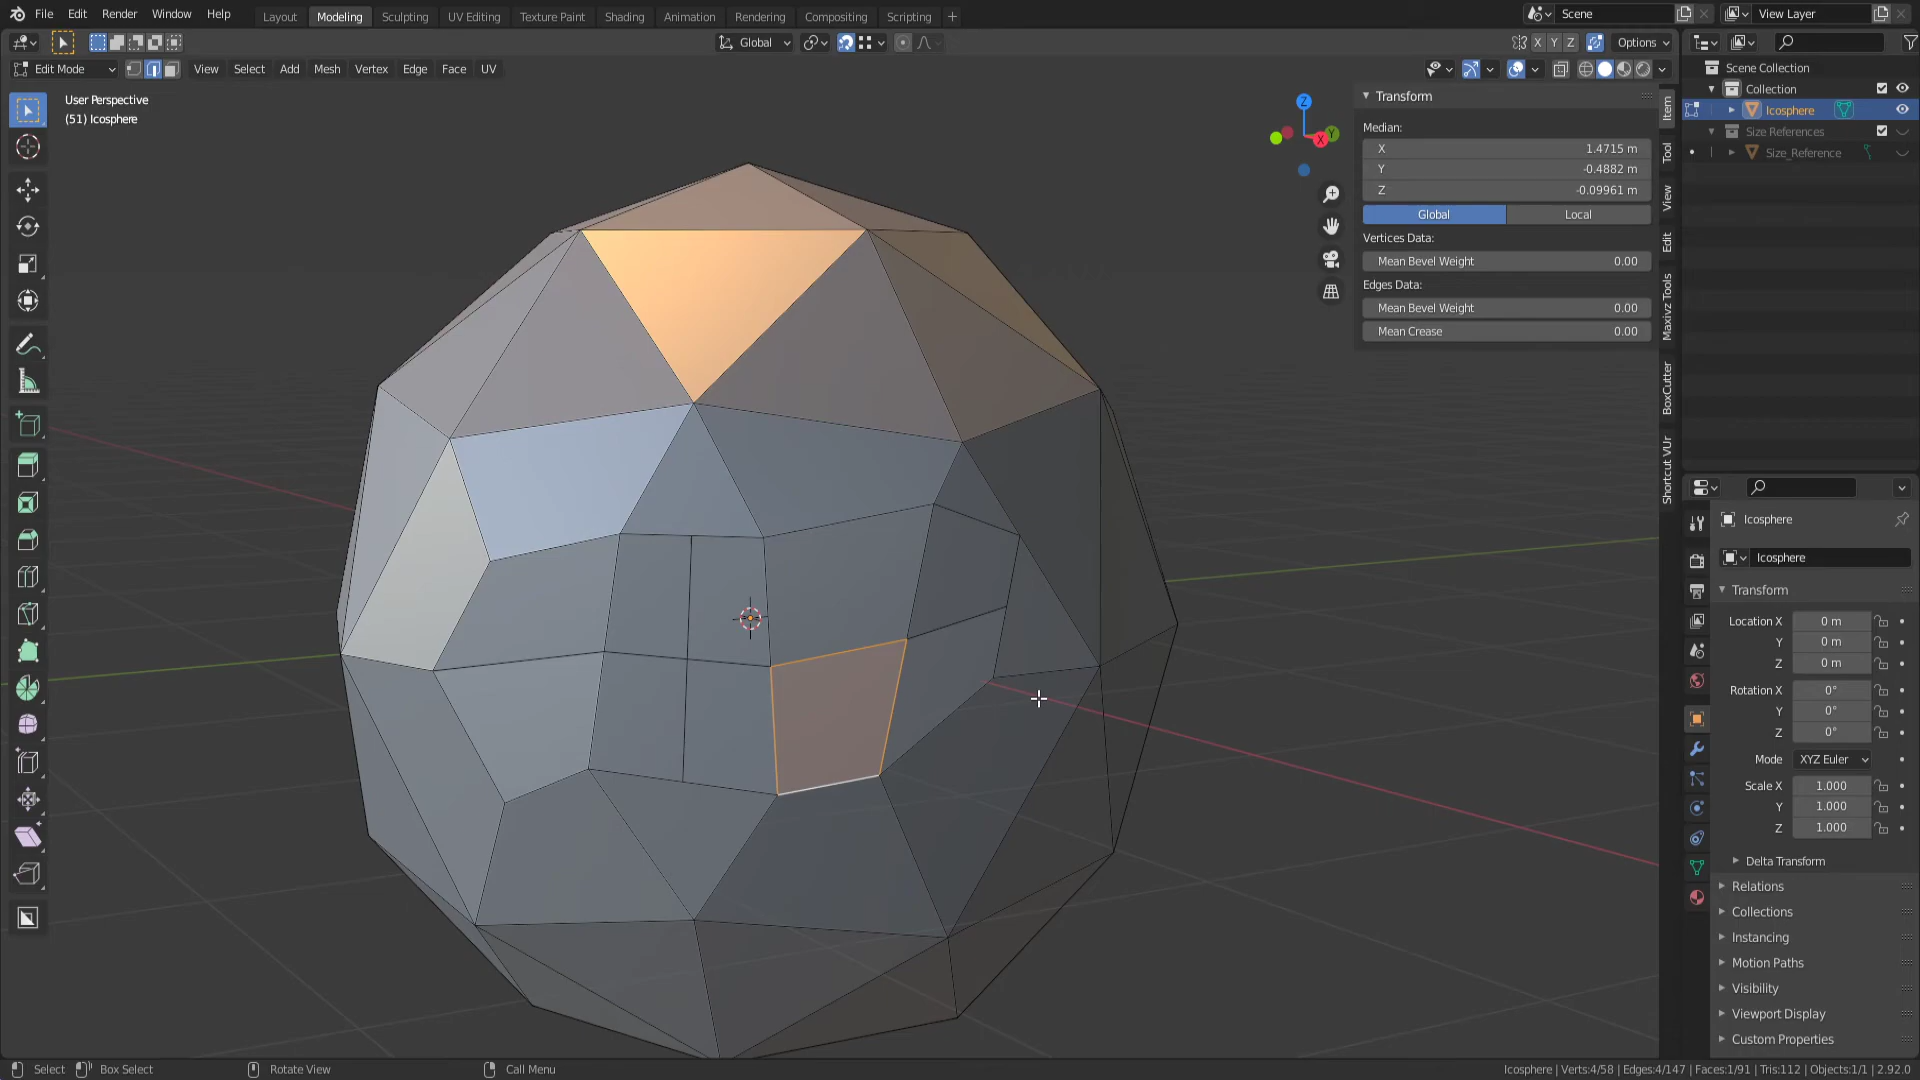 File Edit Render Window Help
Layout Modeling Sculpting UV Editing Texture Paint Shading Animation Rendering Compositing Scripting +
Scene View Layer
Global X Y Z Options
Edit Mode View Select Add Mesh Vertex Edge Face UV
User Perspective
(51) Icosphere
Z
Y
X
Transform
Median:
X 1.4715 m
Y -0.4882 m
Z -0.09961 m
Global Local
Vertices Data:
Mean Bevel Weight 0.00
Edges Data:
Mean Bevel Weight 0.00
Mean Crease 0.00
Item
Tool
View
Edit
Maxivz Tools
BoxCutter
Shortcut VUr
Scene Collection
Collection
Icosphere
Size References
Size_Reference
Icosphere
Icosphere
Transform
Location X 0 m
Y 0 m
Z 0 m
Rotation X 0°
Y 0°
Z 0°
Mode XYZ Euler
Scale X 1.000
Y 1.000
Z 1.000
Delta Transform
Relations
Collections
Instancing
Motion Paths
Visibility
Viewport Display
Custom Properties
Select Box Select Rotate View Call Menu
Icosphere | Verts:4/58 | Edges:4/147 | Faces:1/91 | Tris:112 | Objects:1/1 | 2.92.0